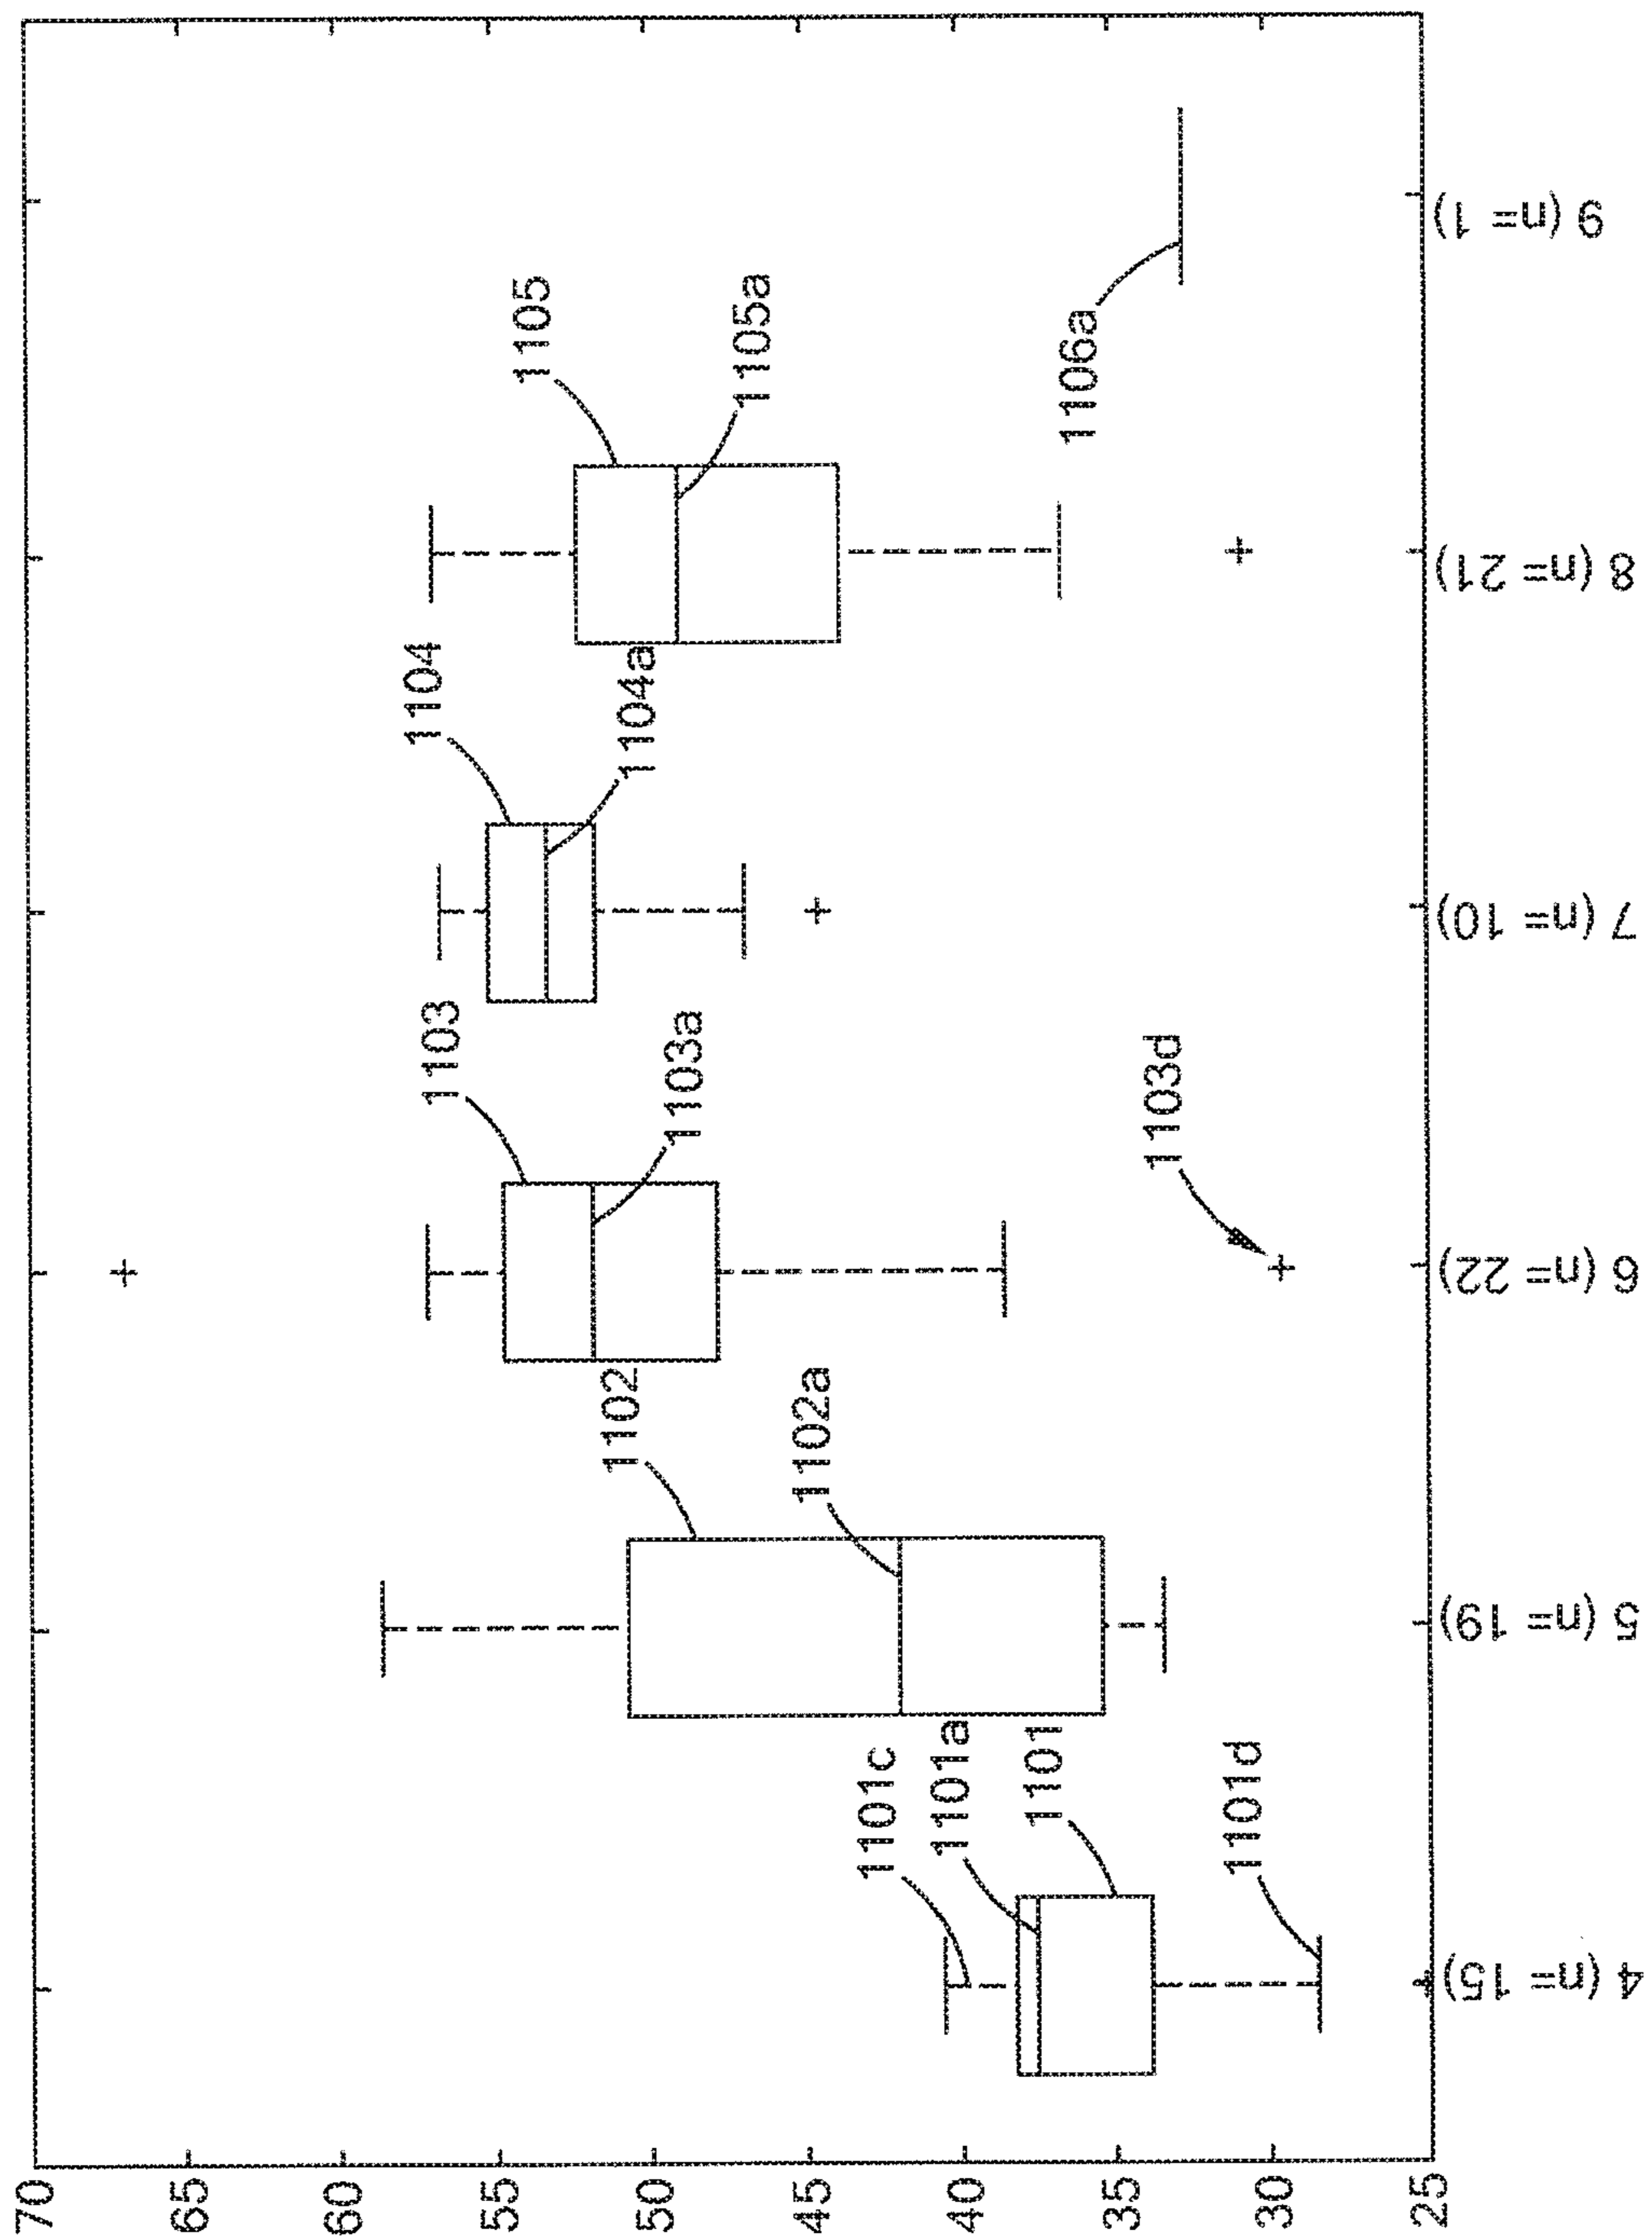 70
65
60
55
50
45
40
35
30
25
1101c
1101a
1101
1101d
1102
1102a
1103
1103a
1103d
1104
1104a
1105
1105a
1106a
4 (n= 15)
5 (n= 19)
6 (n= 22)
7 (n= 10)
8 (n= 21)
9 (n= 1)